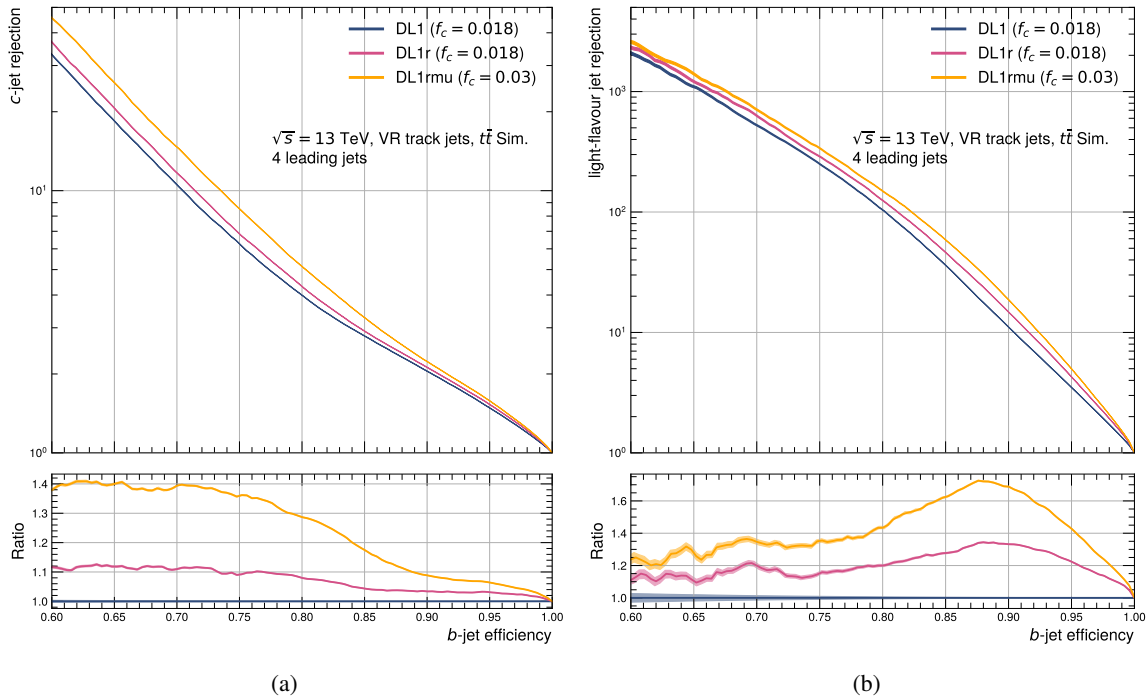 c-jet rejection
10¹
10⁰
DL1 (f_c = 0.018)
DL1r (f_c = 0.018)
DL1rmu (f_c = 0.03)
√s = 13 TeV, VR track jets, tt̄ Sim.
4 leading jets
Ratio
1.4
1.3
1.2
1.1
1.0
0.60 0.65 0.70 0.75 0.80 0.85 0.90 0.95 1.00
b-jet efficiency
(a)
light-flavour jet rejection
10³
10²
10¹
10⁰
DL1 (f_c = 0.018)
DL1r (f_c = 0.018)
DL1rmu (f_c = 0.03)
√s = 13 TeV, VR track jets, tt̄ Sim.
4 leading jets
Ratio
1.6
1.4
1.2
1.0
0.60 0.65 0.70 0.75 0.80 0.85 0.90 0.95 1.00
b-jet efficiency
(b)